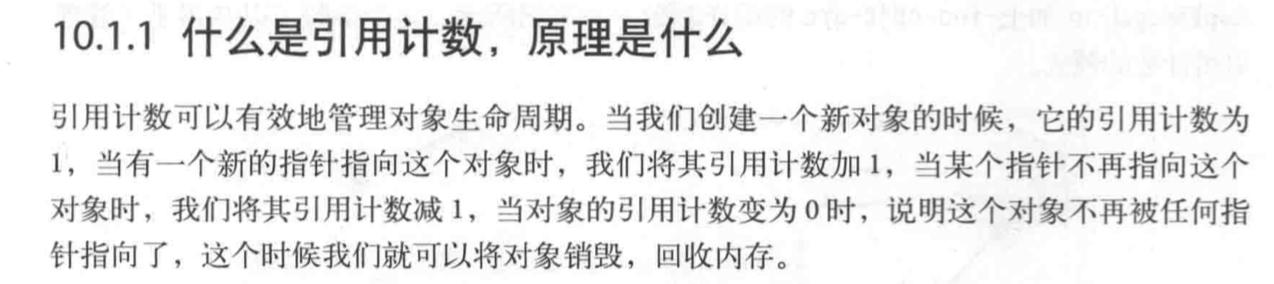 10.1.1 什么是引用计数，原理是什么
引用计数可以有效地管理对象生命周期。当我们创建一个新对象的时候，它的引用计数为
1，当有一个新的指针指向这个对象时，我们将其引用计数加 1，当某个指针不再指向这个
对象时，我们将其引用计数减 1，当对象的引用计数变为 0 时，说明这个对象不再被任何指
针指向了，这个时候我们就可以将对象销毁，回收内存。